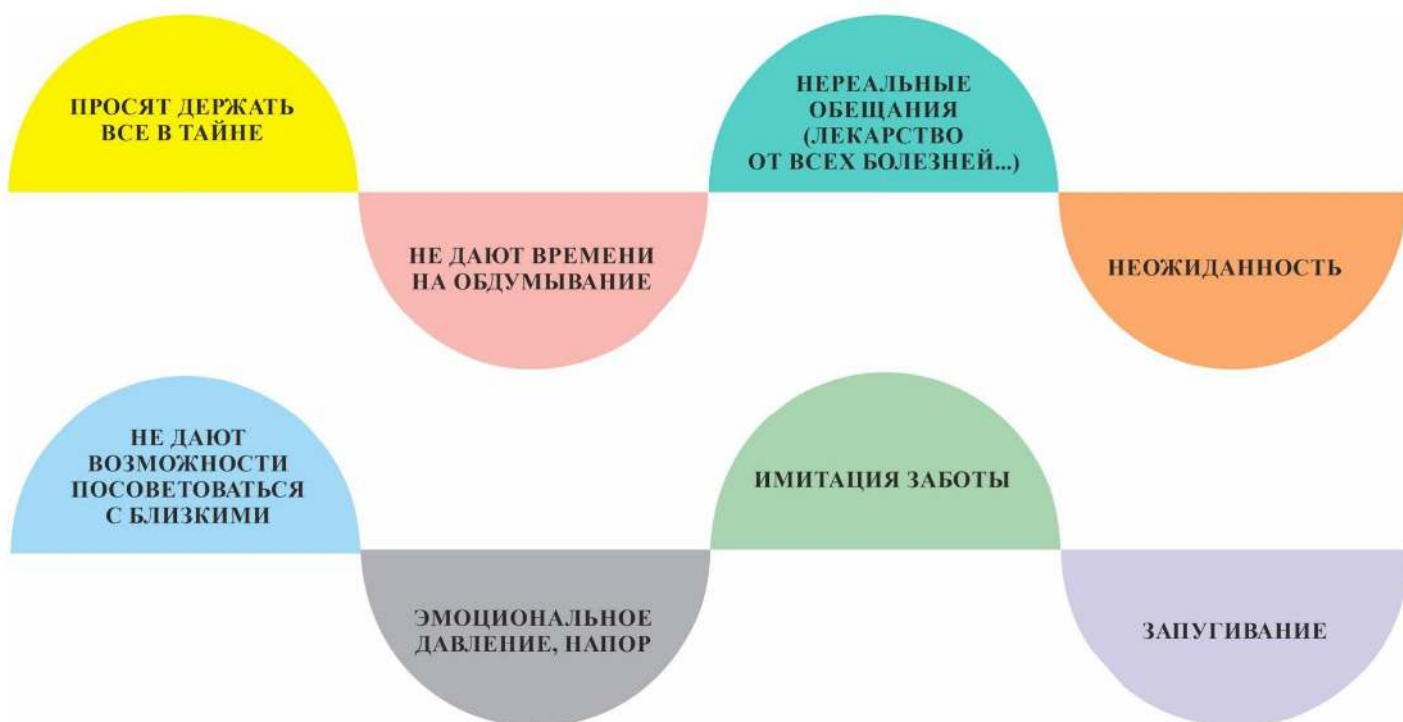 ПРОСЯТ ДЕРЖАТЬ
ВСЕ В ТАЙНЕ
НЕ ДАЮТ ВРЕМЕНИ
НА ОБДУМЫВАНИЕ
НЕРЕАЛЬНЫЕ
ОБЕЩАНИЯ
(ЛЕКАРСТВО
ОТ ВСЕХ БОЛЕЗНЕЙ...)
НЕОЖИДАННОСТЬ
НЕ ДАЮТ
ВОЗМОЖНОСТИ
ПОСОВЕТОВАТЬСЯ
С БЛИЗКИМИ
ЭМОЦИОНАЛЬНОЕ
ДАВЛЕНИЕ, НАПОР
ИМИТАЦИЯ ЗАБОТЫ
ЗАПУГИВАНИЕ